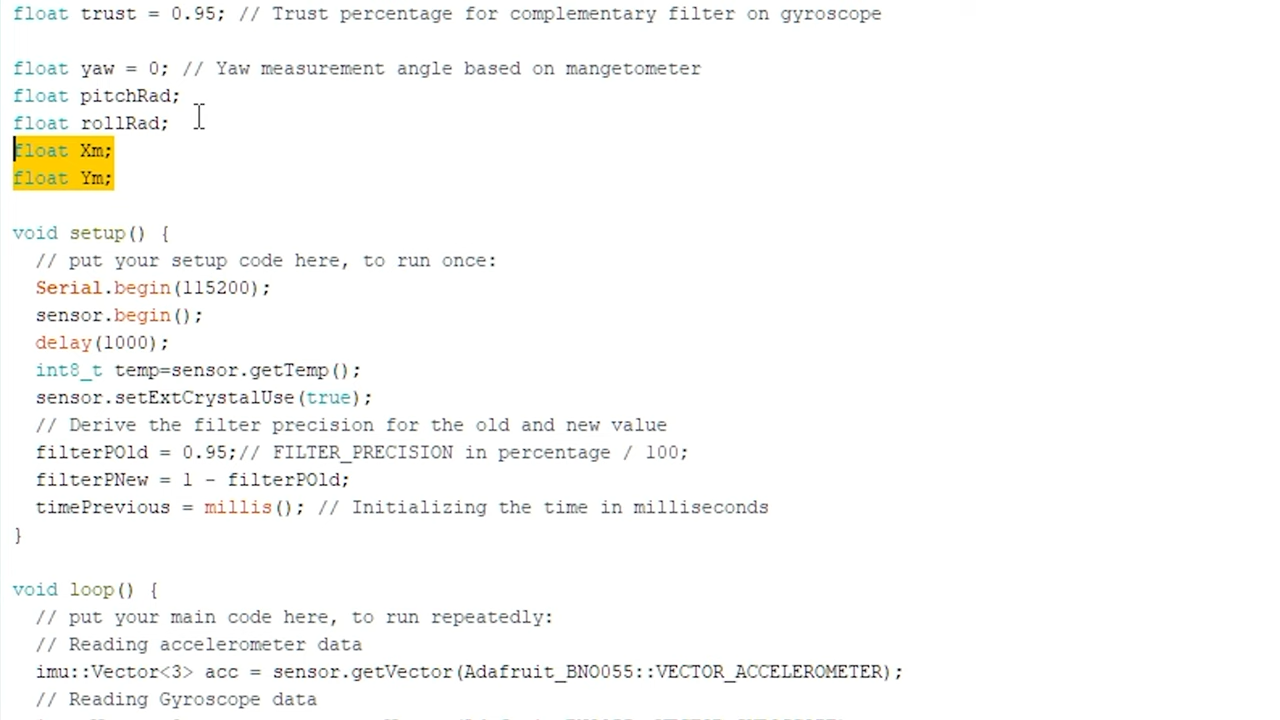 float trust = 0.95; // Trust percentage for complementary filter on gyroscope
float yaw = 0; // Yaw measurement angle based on mangetometer
float pitchRad;
float rollRad;
float Xm;
float Ym;
void setup() {
// put your setup code here, to run once:
Serial.begin(115200);
sensor.begin();
delay(1000);
int8_t temp=sensor.getTemp();
sensor.setExtCrystalUse(true);
// Derive the filter precision for the old and new value
filterPOld = 0.95;// FILTER_PRECISION in percentage / 100;
filterPNew = 1 - filterPOld;
timePrevious = millis(); // Initializing the time in milliseconds
}
void loop() {
// put your main code here, to run repeatedly:
// Reading accelerometer data
imu::Vector<3> acc = sensor.getVector(Adafruit_BNO055::VECTOR_ACCELEROMETER);
// Reading Gyroscope data